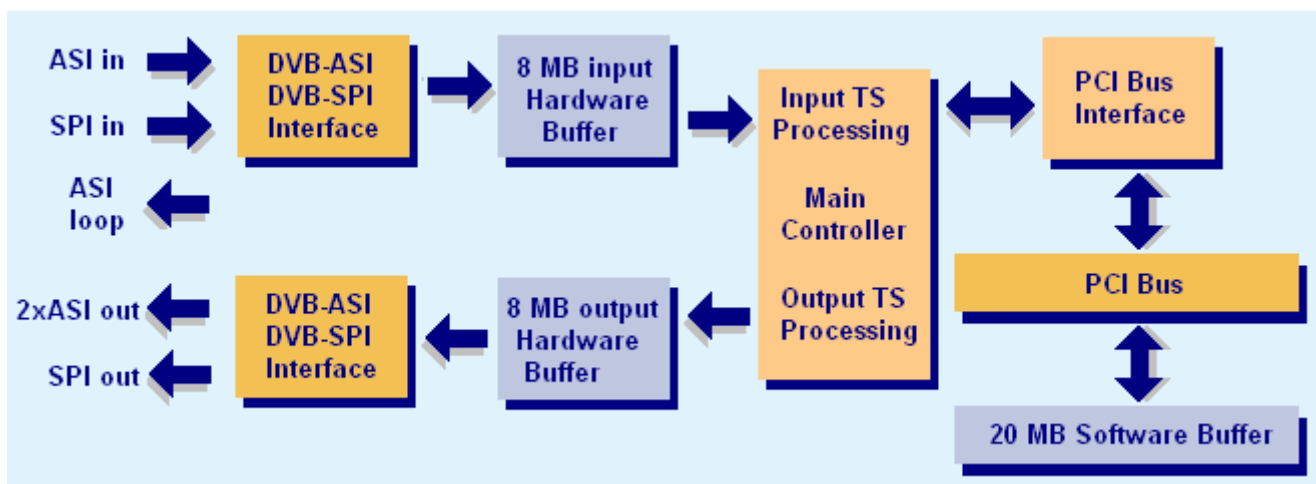 ASI in
SPI in
ASI
loop
2xASI out
SPI out
DVB-ASI
DVB-SPI
Interface
8 MB input
Hardware
Buffer
DVB-ASI
DVB-SPI
Interface
8 MB output
Hardware
Buffer
Input TS
Processing
Main
Controller
Output TS
Processing
PCI Bus
Interface
PCI Bus
20 MB Software Buffer